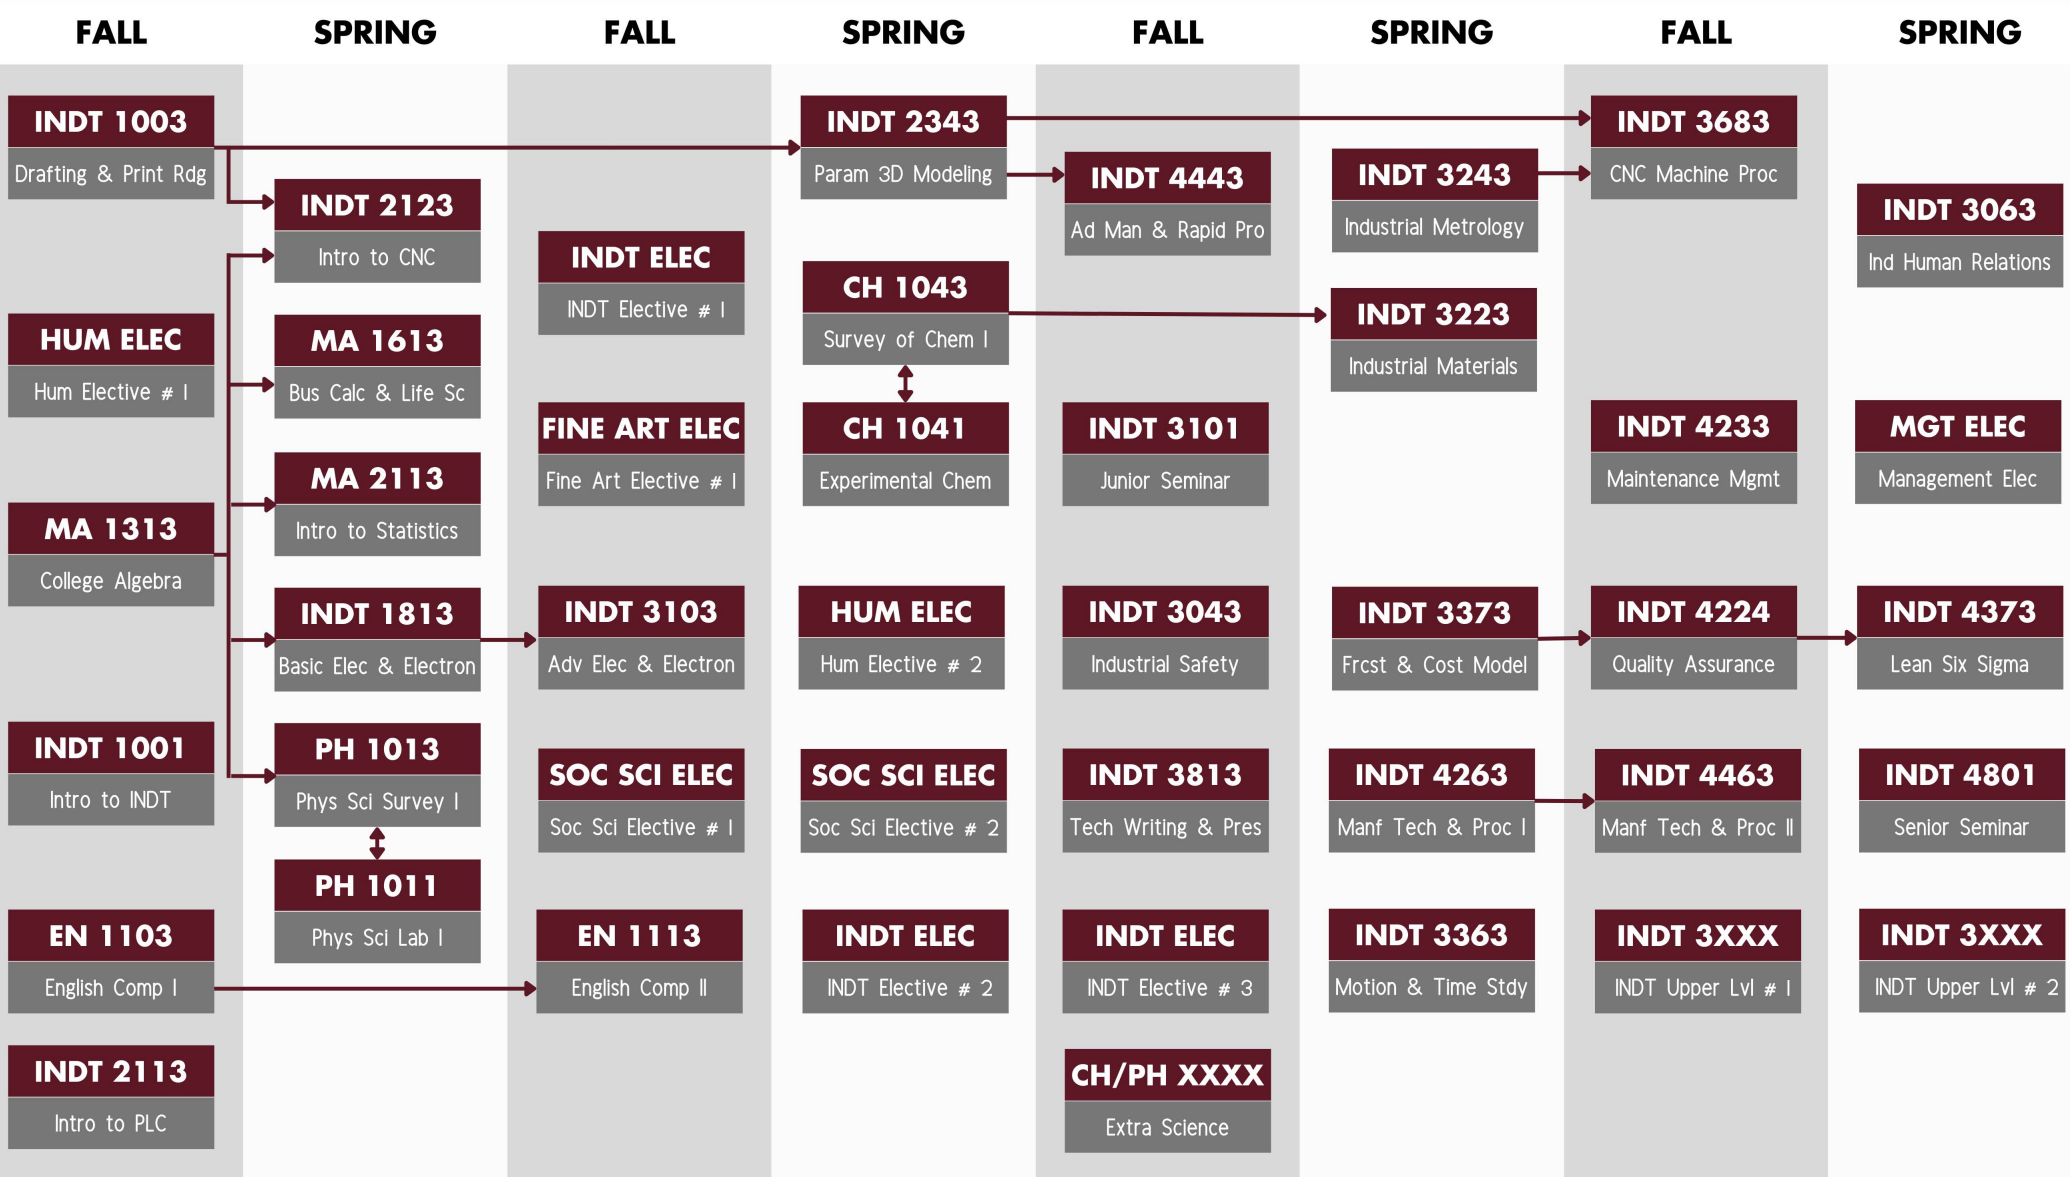 FALL
SPRING
FALL
SPRING
FALL
SPRING
FALL
SPRING
INDT 1003
Drafting & Print Rdg
HUM ELEC
Hum Elective # 1
MA 1313
College Algebra
INDT 1001
Intro to INDT
EN 1103
English Comp I
INDT 2113
Intro to PLC
INDT 2123
Intro to CNC
MA 1613
Bus Calc & Life Sc
MA 2113
Intro to Statistics
INDT 1813
Basic Elec & Electron
PH 1013
Phys Sci Survey I
PH 1011
Phys Sci Lab I
INDT ELEC
INDT Elective # 1
FINE ART ELEC
Fine Art Elective # 1
INDT 3103
Adv Elec & Electron
SOC SCI ELEC
Soc Sci Elective # 1
EN 1113
English Comp II
INDT 2343
Param 3D Modeling
CH 1043
Survey of Chem I
CH 1041
Experimental Chem
HUM ELEC
Hum Elective # 2
SOC SCI ELEC
Soc Sci Elective # 2
INDT ELEC
INDT Elective # 2
INDT 4443
Ad Man & Rapid Pro
INDT 3101
Junior Seminar
INDT 3043
Industrial Safety
INDT 3813
Tech Writing & Pres
INDT ELEC
INDT Elective # 3
CH/PH XXXX
Extra Science
INDT 3243
Industrial Metrology
INDT 3223
Industrial Materials
INDT 3373
Frcst & Cost Model
INDT 4263
Manf Tech & Proc I
INDT 3363
Motion & Time Stdy
INDT 3683
CNC Machine Proc
INDT 4233
Maintenance Mgmt
INDT 4224
Quality Assurance
INDT 4463
Manf Tech & Proc II
INDT 3XXX
INDT Upper Lvl # 1
INDT 3063
Ind Human Relations
MGT ELEC
Management Elec
INDT 4373
Lean Six Sigma
INDT 4801
Senior Seminar
INDT 3XXX
INDT Upper Lvl # 2